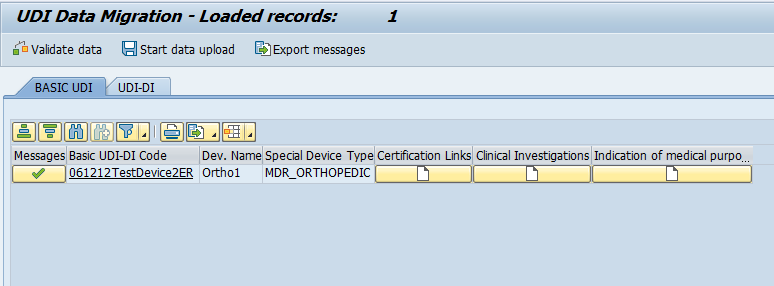 UDI Data Migration - Loaded records: 1
Validate data Start data upload Export messages
BASIC UDI UDI-DI
Messages Basic UDI-DI Code Dev. Name Special Device Type Certification Links Clinical Investigations Indication of medical purpo...
061212TestDevice2ER Ortho1 MDR_ORTHOPEDIC